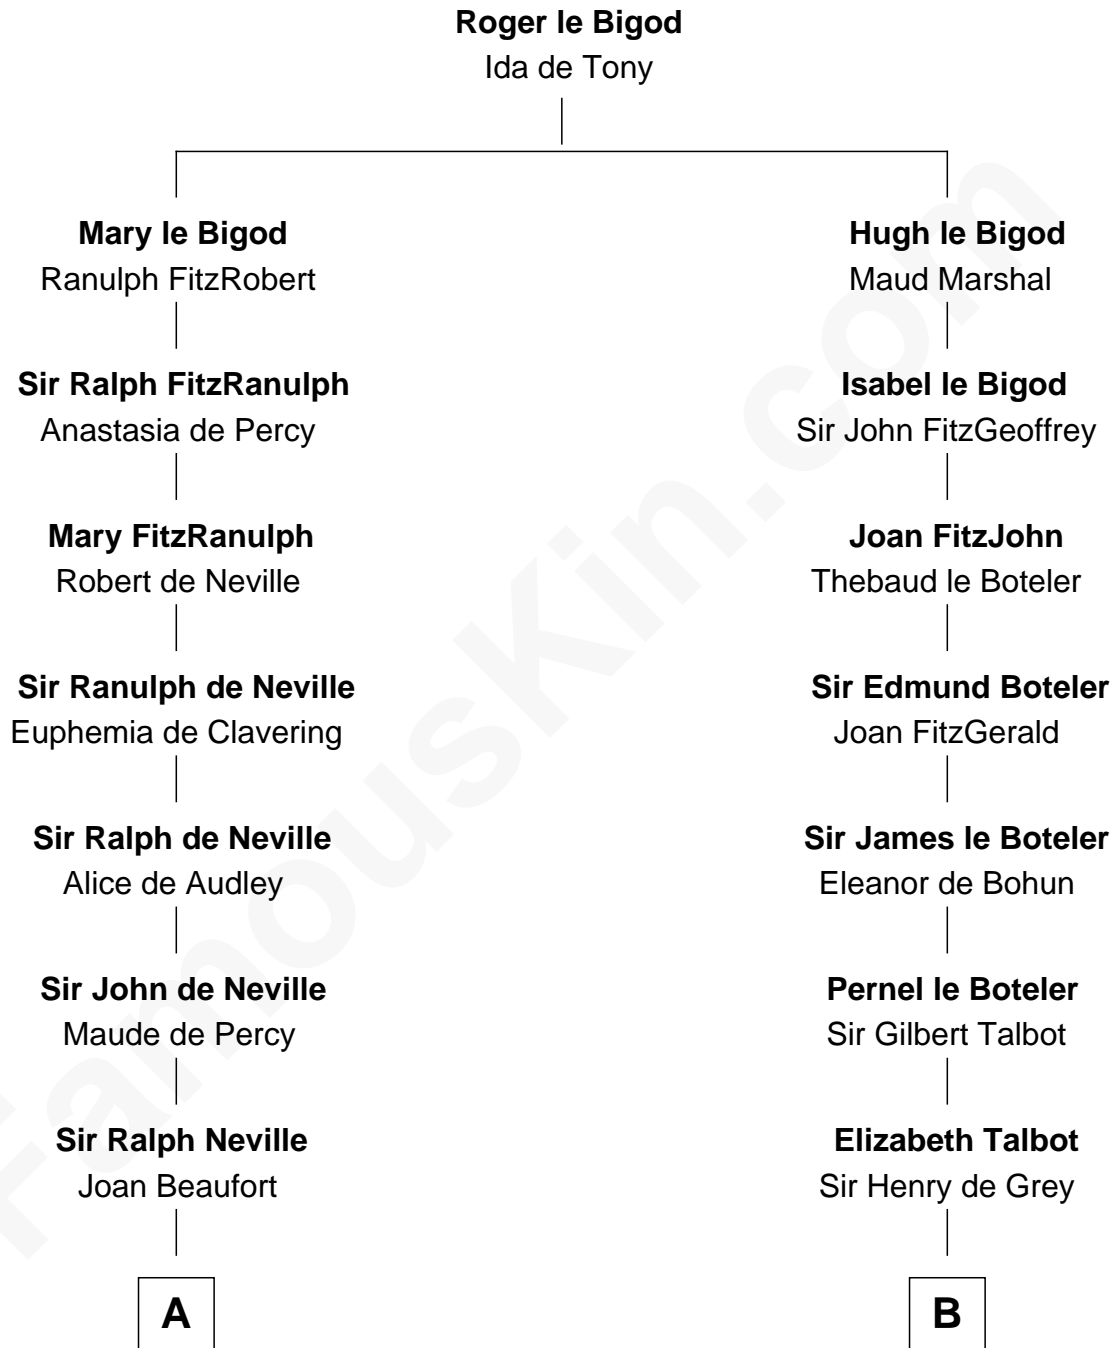 Roger le Bigod
Ida de Tony
Mary le Bigod
Ranulph FitzRobert
Hugh le Bigod
Maud Marshal
Sir Ralph FitzRanulph
Anastasia de Percy
Isabel le Bigod
Sir John FitzGeoffrey
Mary FitzRanulph
Robert de Neville
Joan FitzJohn
Thebaud le Boteler
Sir Ranulph de Neville
Euphemia de Clavering
Sir Edmund Boteler
Joan FitzGerald
Sir Ralph de Neville
Alice de Audley
Sir James le Boteler
Eleanor de Bohun
Sir John de Neville
Maude de Percy
Pernel le Boteler
Sir Gilbert Talbot
Sir Ralph Neville
Joan Beaufort
Elizabeth Talbot
Sir Henry de Grey
A
B
FamousKin.com